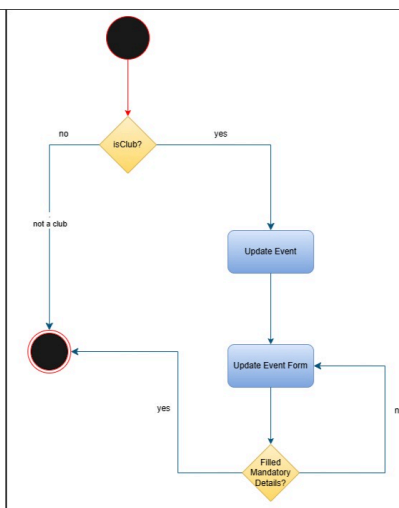 isClub?
no
yes
not a club
Update Event
Update Event Form
yes
Filled
Mandatory
Details?